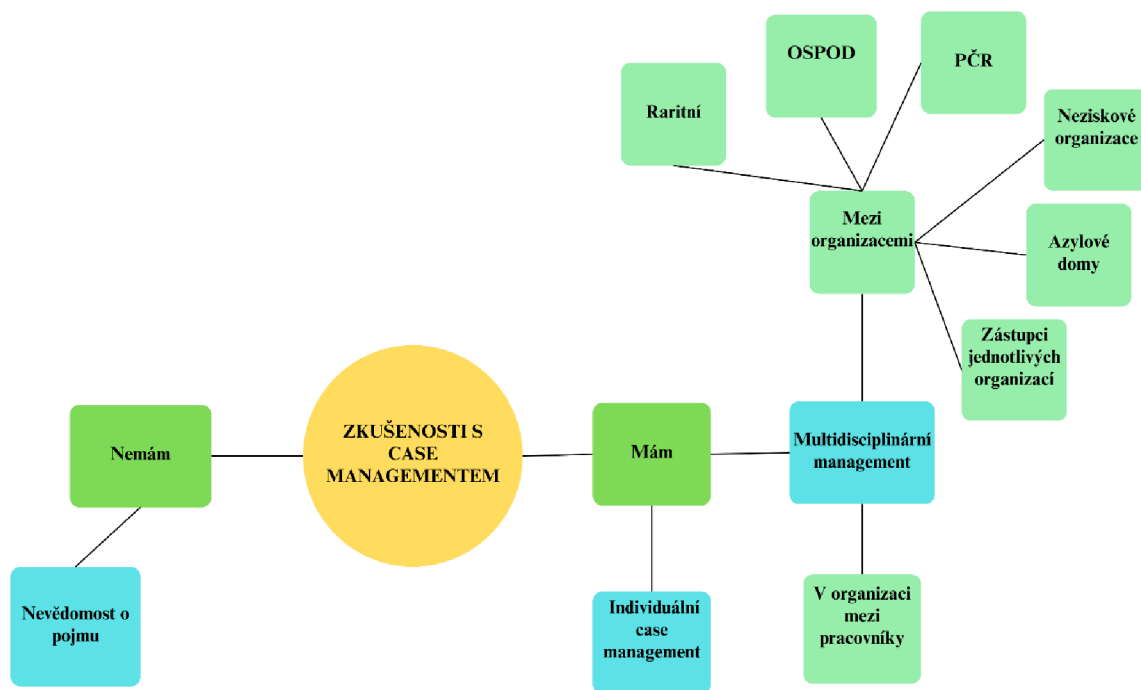 OSPOD
PČR
Raritní
Neziskové
organizace
Mezi
organizacemi
Azylové
domy
Zástupci
jednotlivých
organizací
ZKUŠENOSTI S
CASE
MANAGEMENTEM
Nemám
Mám
Multidisciplinární
management
Nevědomost o
pojmu
Individuální
case
management
V organizaci
mezi
pracovníky